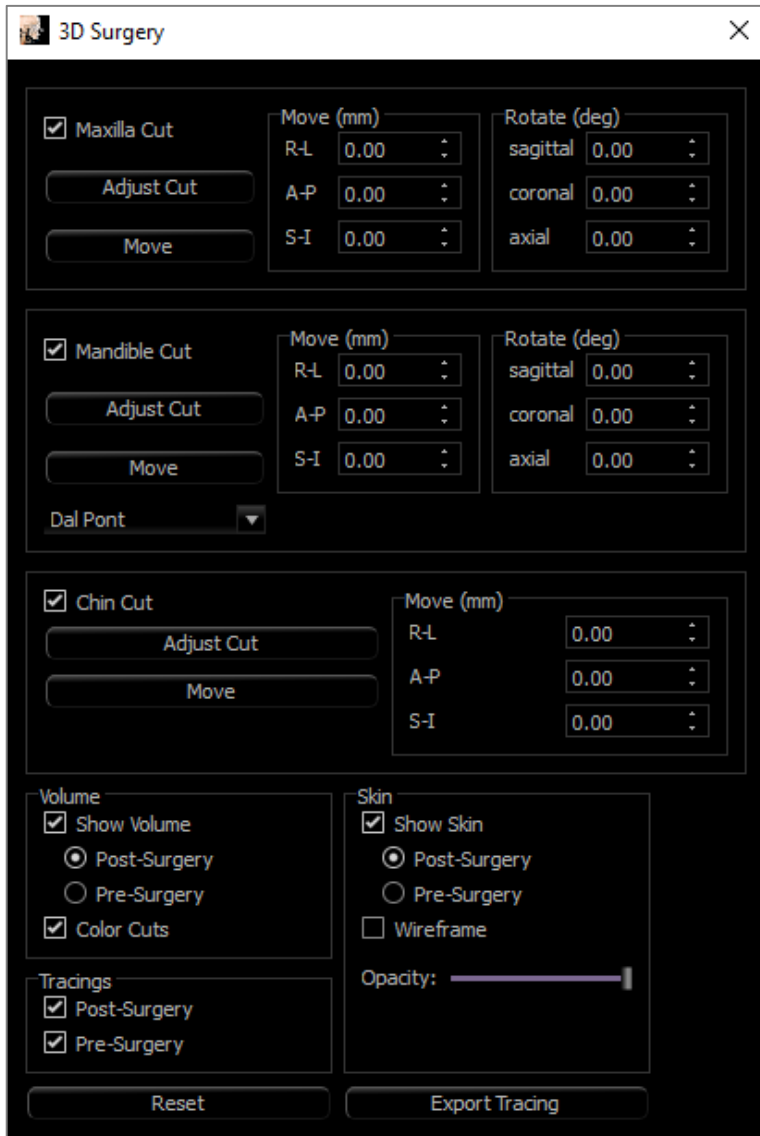 3D Surgery
Maxilla Cut
Adjust Cut
Move
Move (mm)
R-L 0.00
A-P 0.00
S-I 0.00
Rotate (deg)
sagittal 0.00
coronal 0.00
axial 0.00
Mandible Cut
Adjust Cut
Move
Dal Pont
Move (mm)
R-L 0.00
A-P 0.00
S-I 0.00
Rotate (deg)
sagittal 0.00
coronal 0.00
axial 0.00
Chin Cut
Adjust Cut
Move
Move (mm)
R-L 0.00
A-P 0.00
S-I 0.00
Volume
Show Volume
Post-Surgery
Pre-Surgery
Color Cuts
Tracings
Post-Surgery
Pre-Surgery
Skin
Show Skin
Post-Surgery
Pre-Surgery
Wireframe
Opacity:
Reset
Export Tracing